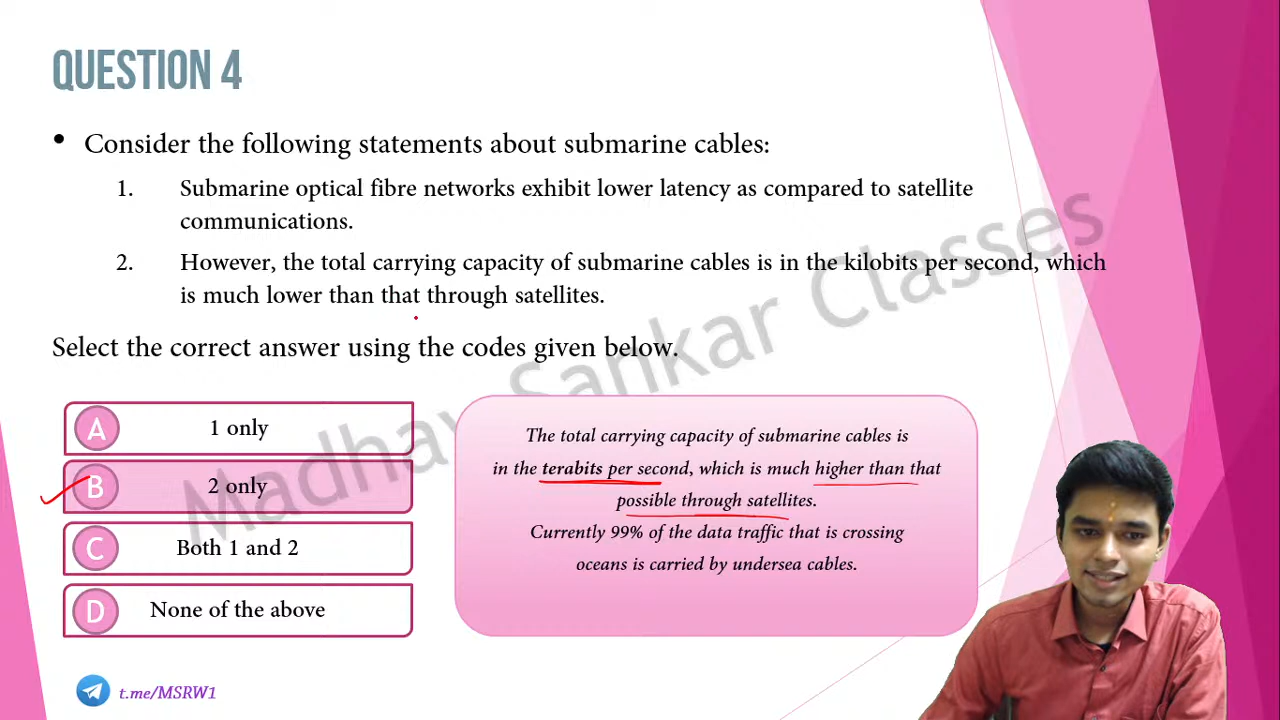 QUESTION 4
• Consider the following statements about submarine cables:
1. Submarine optical fibre networks exhibit lower latency as compared to satellite
communications.
2. However, the total carrying capacity of submarine cables is in the kilobits per second, which
is much lower than that through satellites.
Select the correct answer using the codes given below.
A 1 only
B 2 only
C Both 1 and 2
D None of the above
The total carrying capacity of submarine cables is
in the terabits per second, which is much higher than that
possible through satellites.
Currently 99% of the data traffic that is crossing
oceans is carried by undersea cables.
Madhav Sankar Classes
t.me/MSRW1